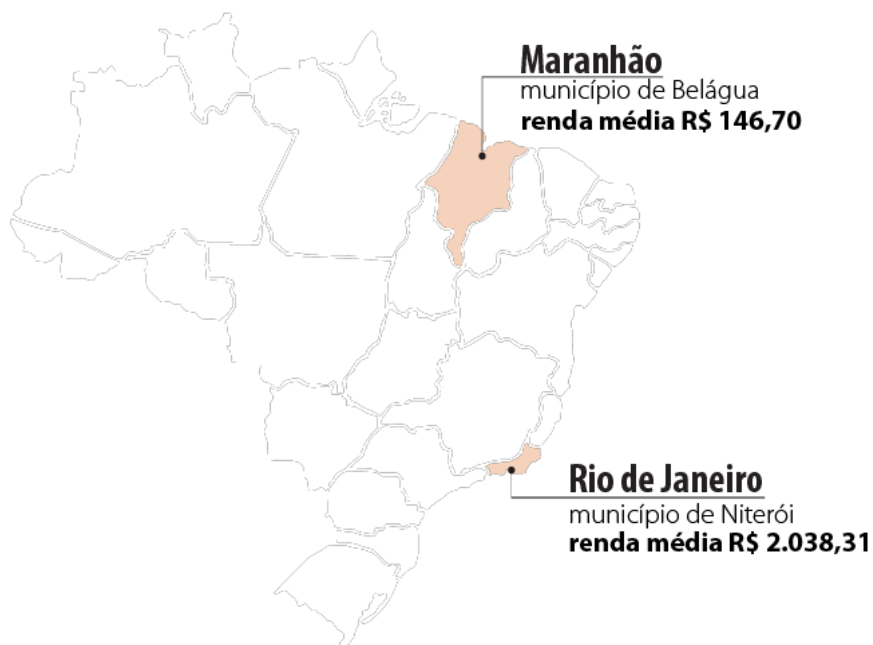 Maranhão
município de Belágua
renda média R$ 146,70
Rio de Janeiro
município de Niterói
renda média R$ 2.038,31